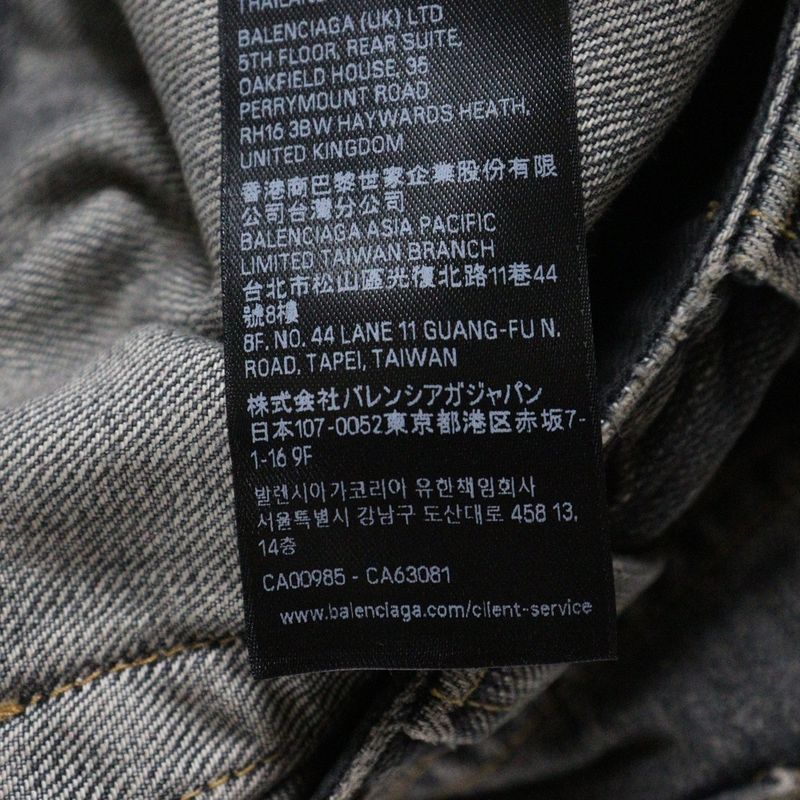 THAILAND
BALENCIAGA (UK) LTD
5TH FLOOR, REAR SUITE,
OAKFIELD HOUSE, 35
PERRYMOUNT ROAD,
RH16 3BW HAYWARDS HEATH,
UNITED KINGDOM
香港商巴黎世家企業股份有限
公司台灣分公司
BALENCIAGA ASIA PACIFIC
LIMITED TAIWAN BRANCH
台北市松山區光復北路11巷44
號8樓
8F. NO. 44 LANE 11 GUANG-FU N.
ROAD, TAPEI, TAIWAN
株式会社バレンシアガジャパン
日本107-0052東京都港区赤坂7-
1-16 9F
발렌시아가코리아 유한책임회사
서울특별시 강남구 도산대로 458 13,
14층
CA00985 - CA63081
www.balenciaga.com/client-service